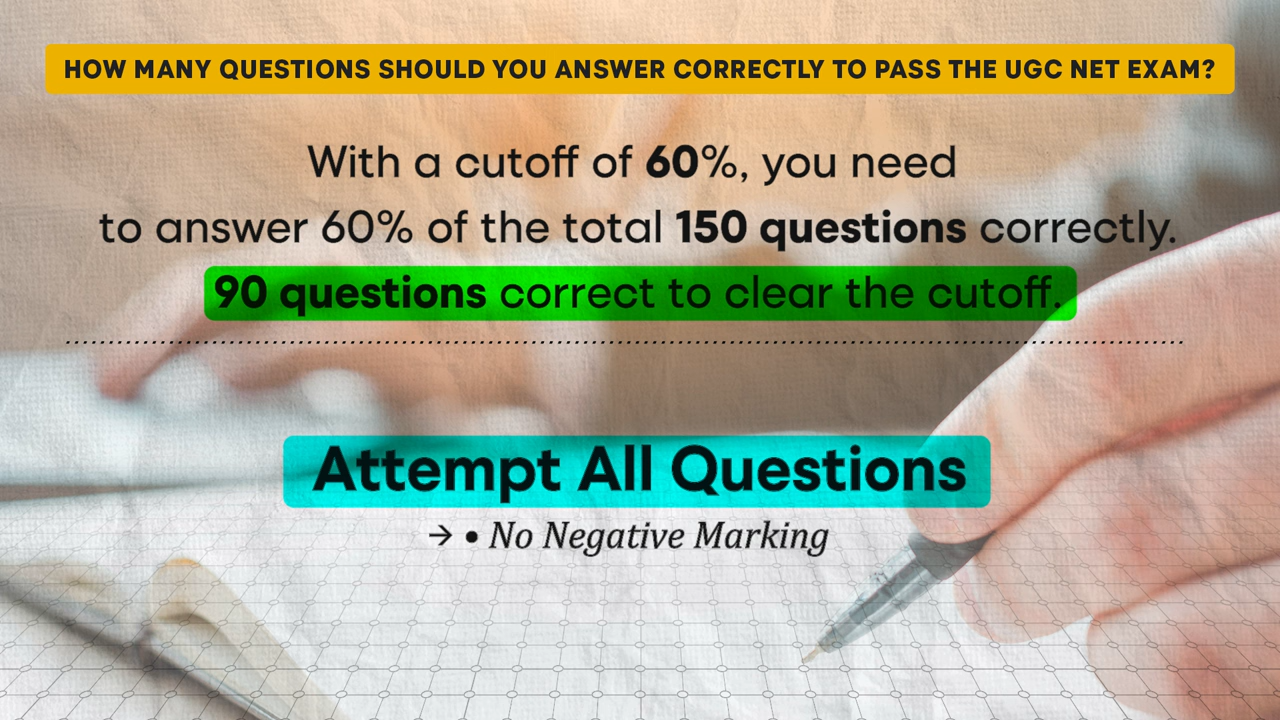 HOW MANY QUESTIONS SHOULD YOU ANSWER CORRECTLY TO PASS THE UGC NET EXAM?
With a cutoff of 60%, you need
to answer 60% of the total 150 questions correctly.
90 questions correct to clear the cutoff.
Attempt All Questions
→ • No Negative Marking